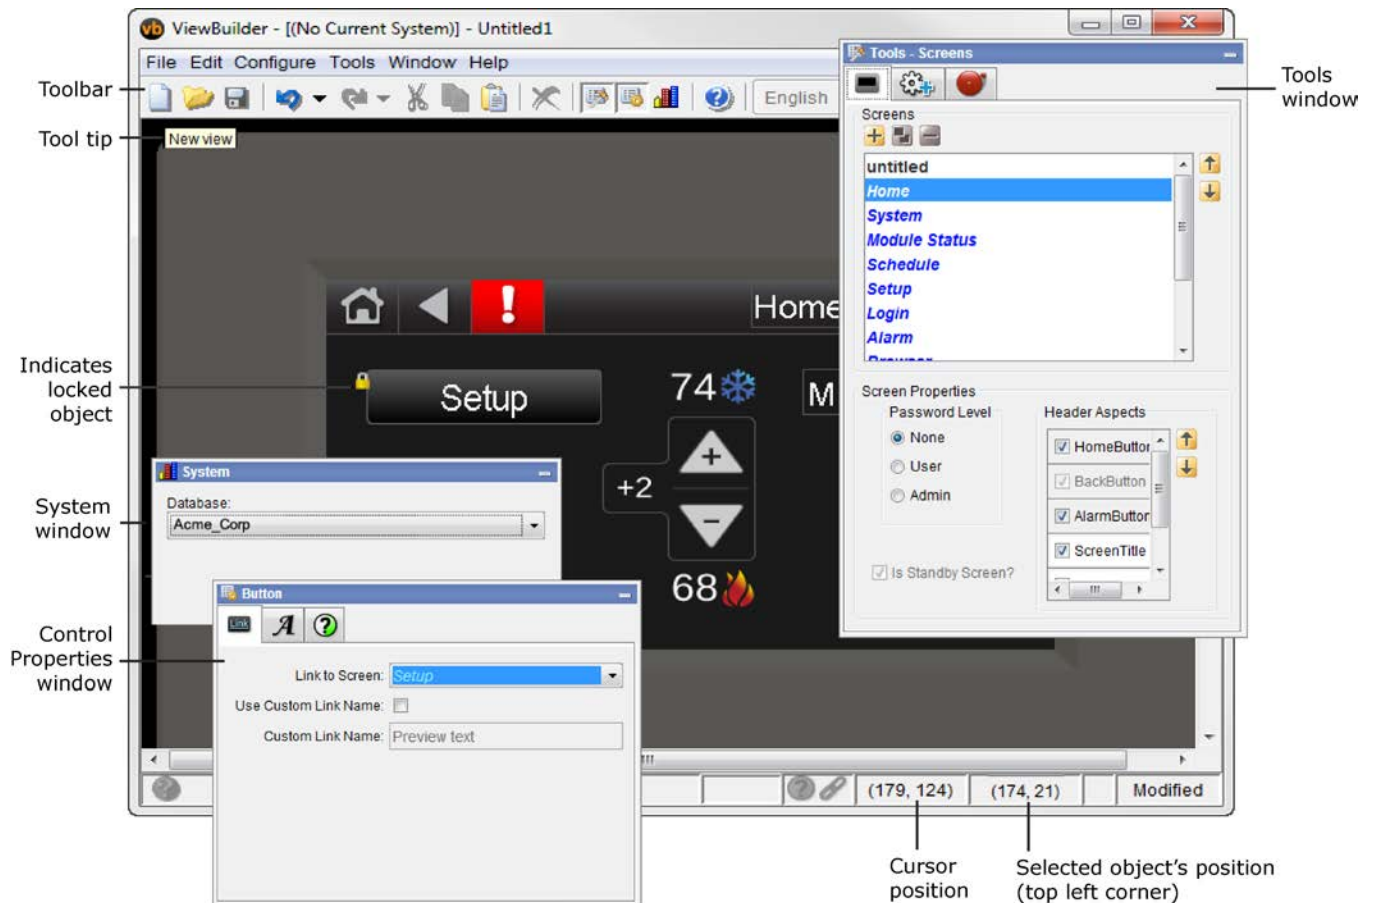 ViewBuilder - [(No Current System)] - Untitled1
File Edit Configure Tools Window Help
English
Toolbar
Tool tip
New view
Tools - Screens
Tools
window
Screens
untitled
Home
System
Module Status
Schedule
Setup
Login
Alarm
Browser
Home
Indicates
locked
object
Setup
74
M
+2
68
Screen Properties
Password Level
None
User
Admin
Is Standby Screen?
Header Aspects
HomeButton
BackButton
AlarmButton
ScreenTitle
System
window
System
Database:
Acme_Corp
Control
Properties
window
Button
Link
A
Link to Screen: Setup
Use Custom Link Name:
Custom Link Name: Preview text
(179, 124)
(174, 21)
Modified
Cursor
position
Selected object's position
(top left corner)